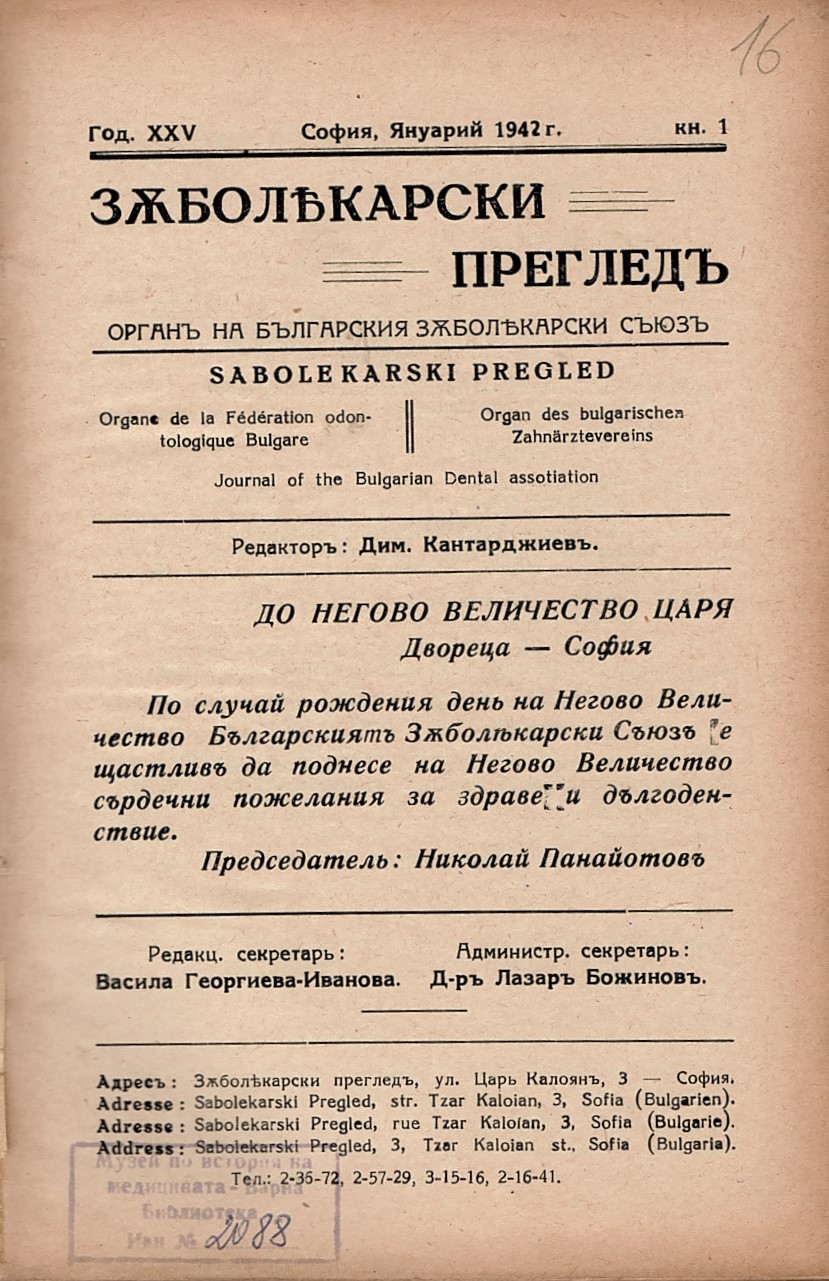 16
Год. XXV София, Януарий 1942 г. кн. 1
ЗѪБОЛѢКАРСКИ
ПРЕГЛЕДЪ
ОРГАНЪ НА БЪЛГАРСКИЯ ЗѪБОЛѢКАРСКИ СЪЮЗЪ
SABOLEKARSKI PREGLED
Organe de la Fédération odon-
tologique Bulgare
Organ des bulgarischen
Zahnärztevereins
Journal of the Bulgarian Dental assotiation
Редакторъ: Дим. Кантарджиевъ.
ДО НЕГОВО ВЕЛИЧЕСТВО ЦАРЯ
Двореца — София
По случай рождения день на Негово Вели-
чество Българскиятъ Зѫболѣкарски Съюзъ е
щастливъ да поднесе на Негово Величество
сърдечни пожелания за здраве и дългоден-
ствие.
Председатель: Николай Панайотовъ
Редакц. секретарь:
Васила Георгиева-Иванова.
Администр. секретарь:
Д-ръ Лазаръ Божиновъ.
Адресъ: Зѫболѣкарски прегледъ, ул. Царь Калоянъ, 3 — София.
Adresse: Sabolekarski Pregled, str. Tzar Kaloian, 3, Sofia (Bulgarien).
Adresse: Sabolekarski Pregled, rue Tzar Kaloian, 3, Sofia (Bulgarie).
Address: Sabolekarski Pregled, 3, Tzar Kaloian st., Sofia (Bulgaria).
Тел.: 2-36-72, 2-57-29, 3-15-16, 2-16-41.
Музей по история на
медицината - Варна
Библиотека
Инв № 2088